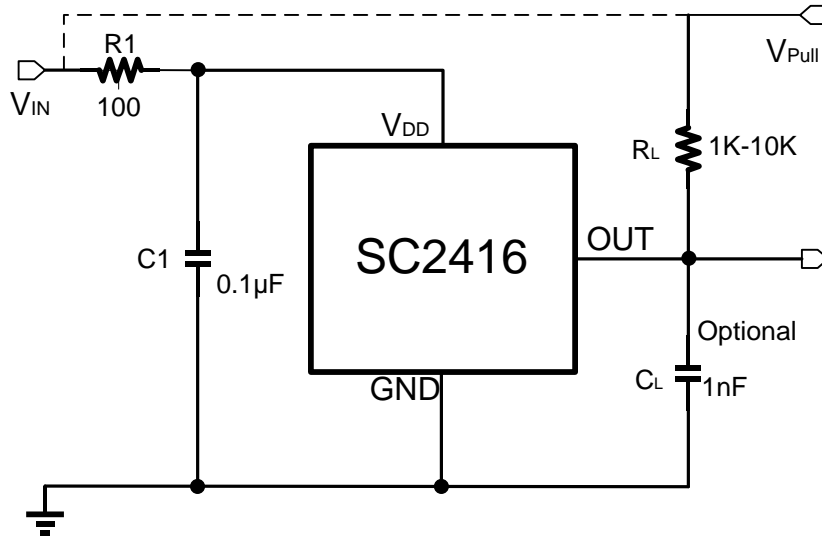 R1
VPull
VIN
100
VDD
RL
1K-10K
C1
0.1µF
SC2416
OUT
Optional
GND
CL
1nF